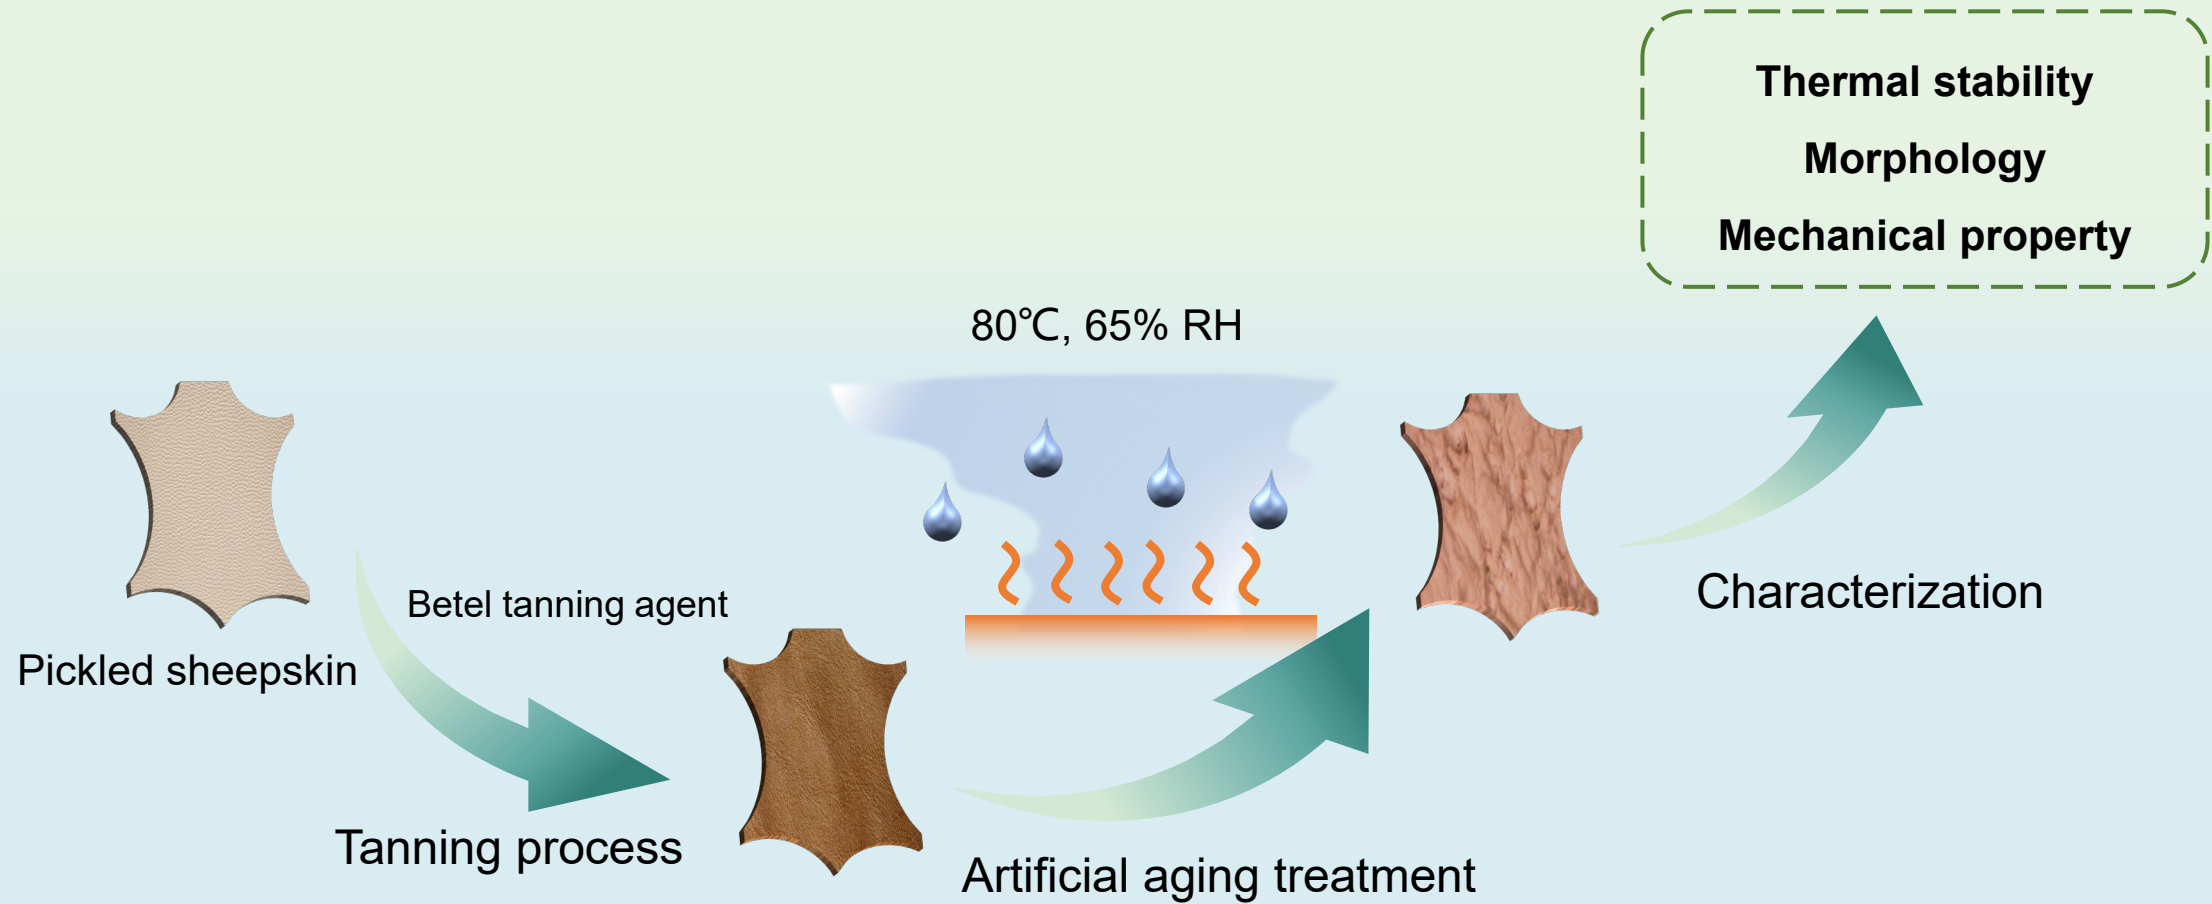 Thermal stability
Morphology
Mechanical property
80℃, 65% RH
Betel tanning agent
Pickled sheepskin
Characterization
Tanning process
Artificial aging treatment